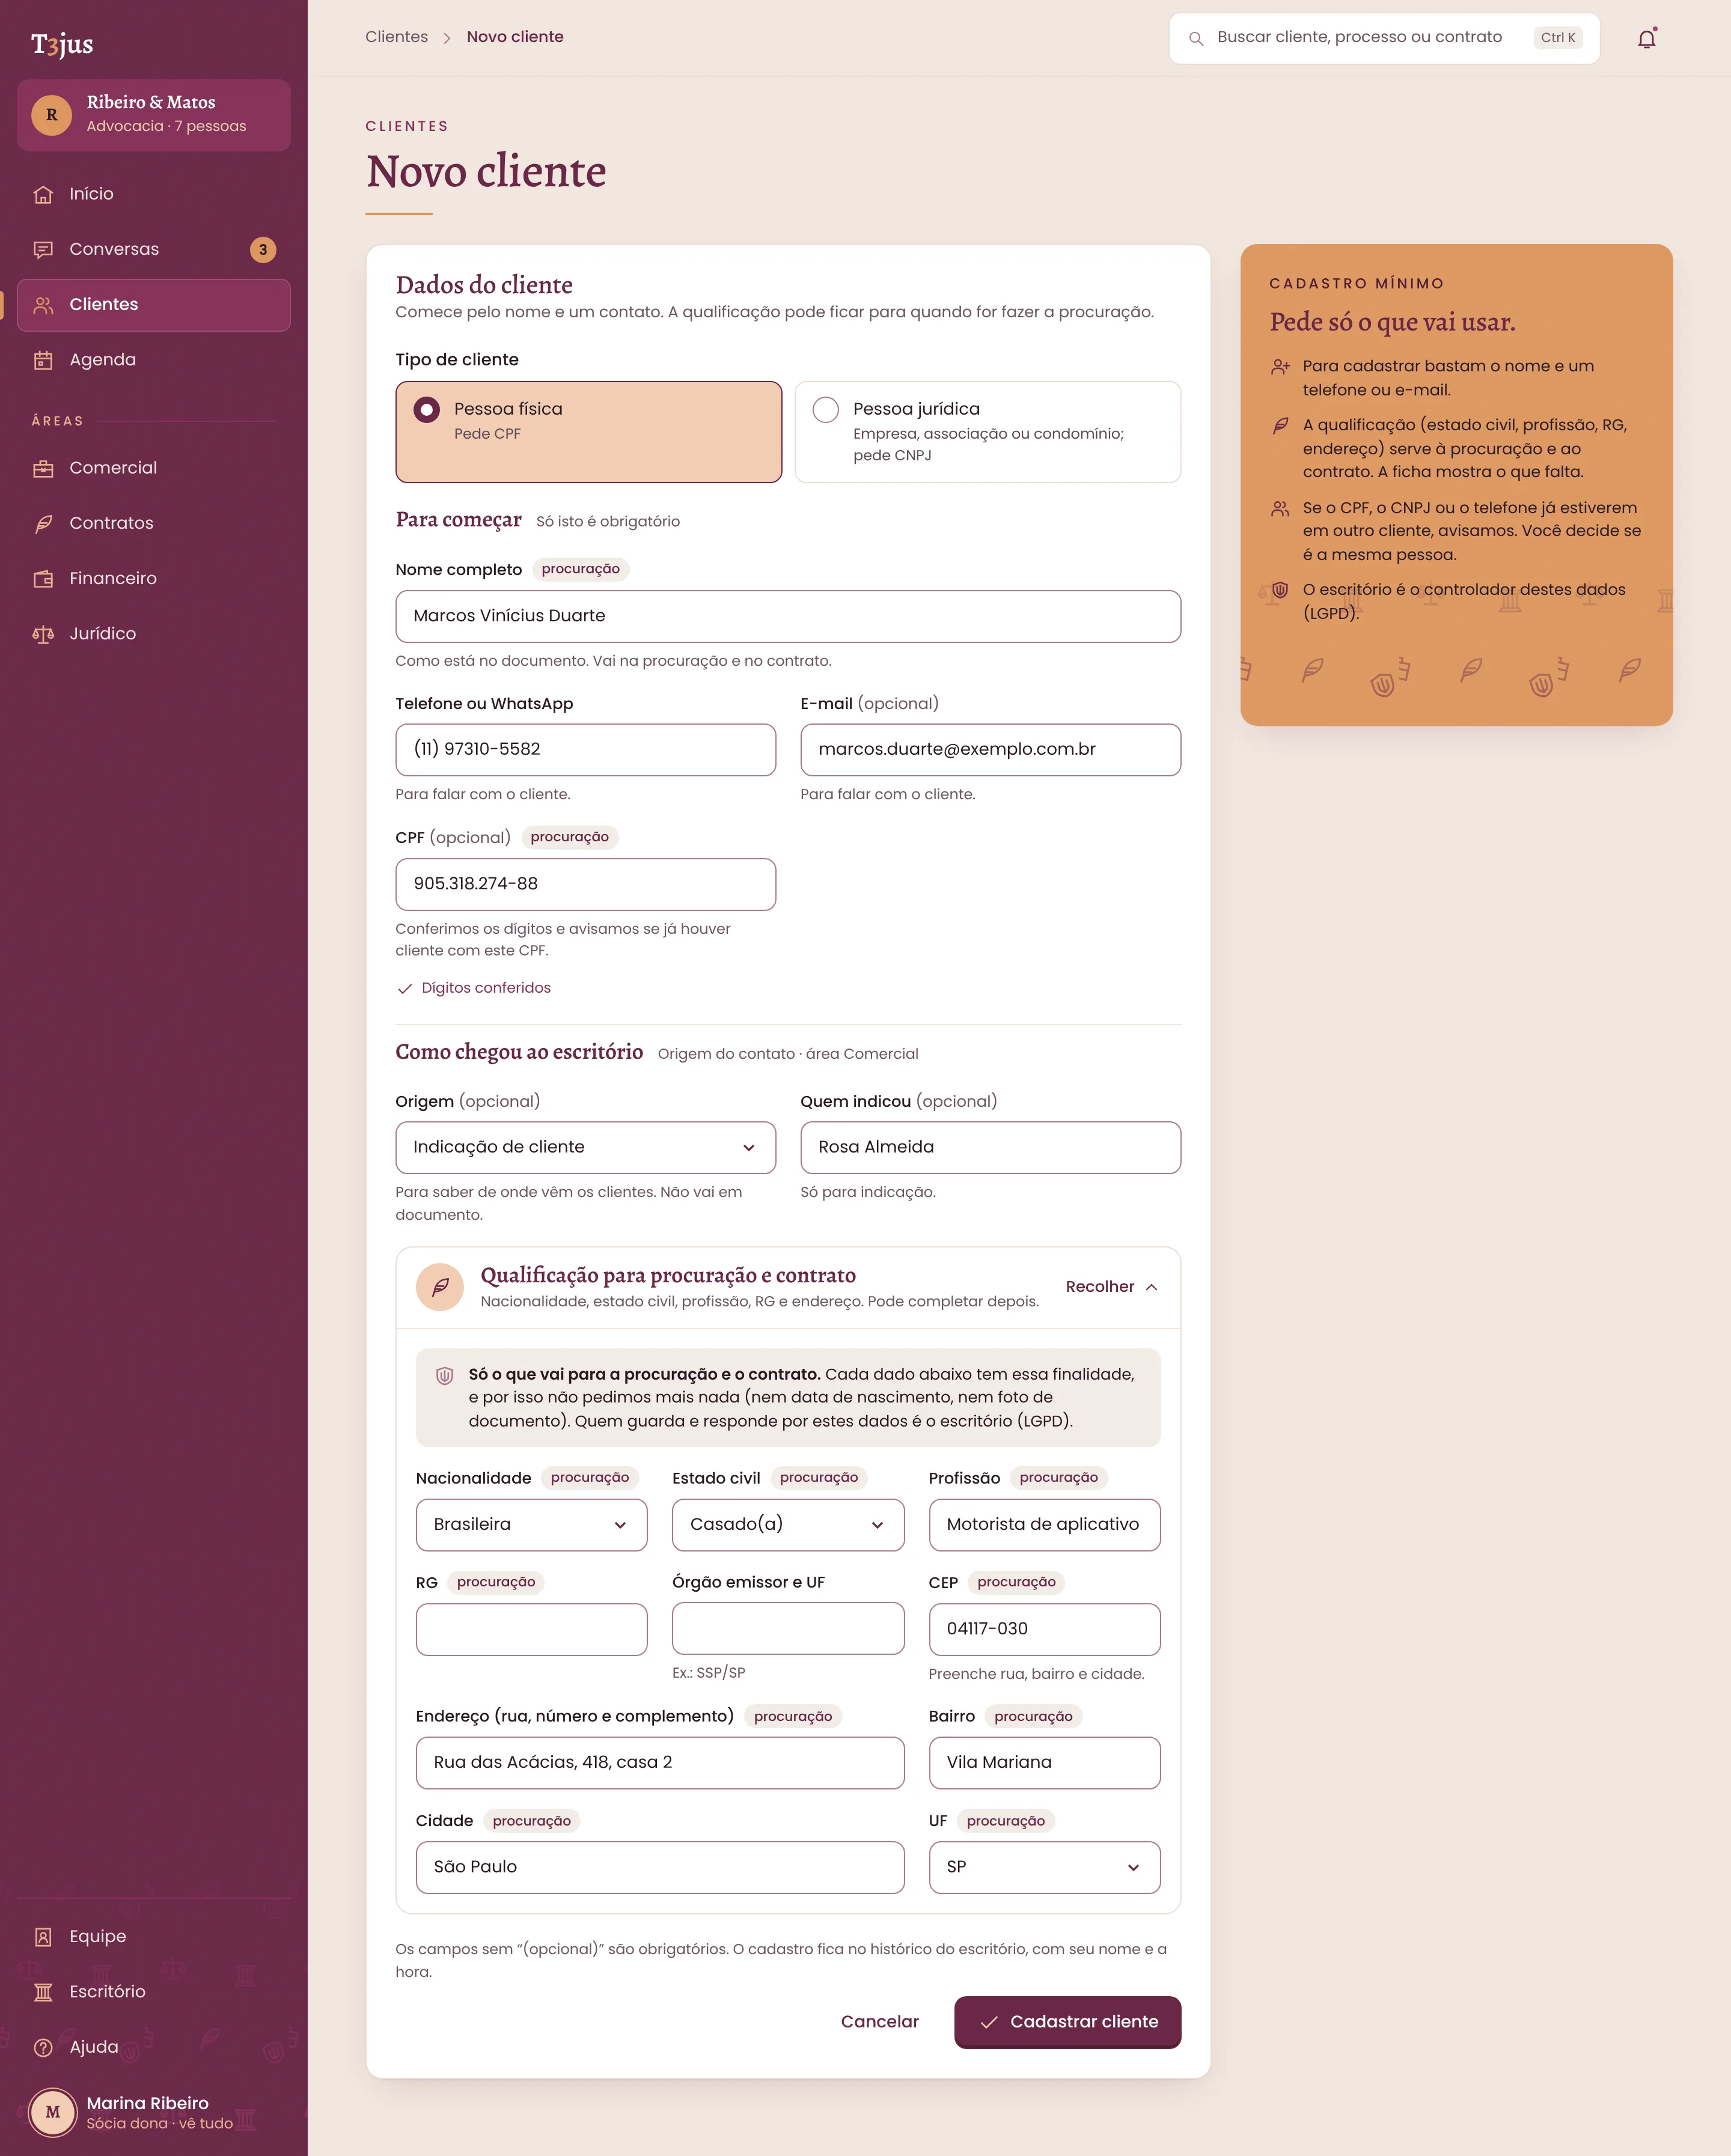 T3jus
R
Ribeiro & Matos
Advocacia · 7 pessoas
Início
Conversas
3
Clientes
Agenda
ÁREAS
Comercial
Contratos
Financeiro
Jurídico
Equipe
Escritório
Ajuda
M
Marina Ribeiro
Sócia dona · vê tudo
Clientes
Novo cliente
Buscar cliente, processo ou contrato
Ctrl K
CLIENTES
Novo cliente
Dados do cliente
Comece pelo nome e um contato. A qualificação pode ficar para quando for fazer a procuração.
Tipo de cliente
Pessoa física
Pede CPF
Pessoa jurídica
Empresa, associação ou condomínio;
pede CNPJ
Para começar Só isto é obrigatório
Nome completo procuração
Marcos Vinícius Duarte
Como está no documento. Vai na procuração e no contrato.
Telefone ou WhatsApp
(11) 97310-5582
Para falar com o cliente.
E-mail (opcional)
marcos.duarte@exemplo.com.br
Para falar com o cliente.
CPF (opcional) procuração
905.318.274-88
Conferimos os dígitos e avisamos se já houver
cliente com este CPF.
Dígitos conferidos
Como chegou ao escritório Origem do contato · área Comercial
Origem (opcional)
Indicação de cliente
Para saber de onde vêm os clientes. Não vai em
documento.
Quem indicou (opcional)
Rosa Almeida
Só para indicação.
Qualificação para procuração e contrato
Nacionalidade, estado civil, profissão, RG e endereço. Pode completar depois.
Recolher
Só o que vai para a procuração e o contrato. Cada dado abaixo tem essa finalidade,
e por isso não pedimos mais nada (nem data de nascimento, nem foto de
documento). Quem guarda e responde por estes dados é o escritório (LGPD).
Nacionalidade procuração
Brasileira
Estado civil procuração
Casado(a)
Profissão procuração
Motorista de aplicativo
RG procuração
Órgão emissor e UF
Ex.: SSP/SP
CEP procuração
04117-030
Preenche rua, bairro e cidade.
Endereço (rua, número e complemento) procuração
Rua das Acácias, 418, casa 2
Bairro procuração
Vila Mariana
Cidade procuração
São Paulo
UF procuração
SP
Os campos sem “(opcional)” são obrigatórios. O cadastro fica no histórico do escritório, com seu nome e a
hora.
Cancelar
Cadastrar cliente
CADASTRO MÍNIMO
Pede só o que vai usar.
Para cadastrar bastam o nome e um
telefone ou e-mail.
A qualificação (estado civil, profissão, RG,
endereço) serve à procuração e ao
contrato. A ficha mostra o que falta.
Se o CPF, o CNPJ ou o telefone já estiverem
em outro cliente, avisamos. Você decide se
é a mesma pessoa.
O escritório é o controlador destes dados
(LGPD).